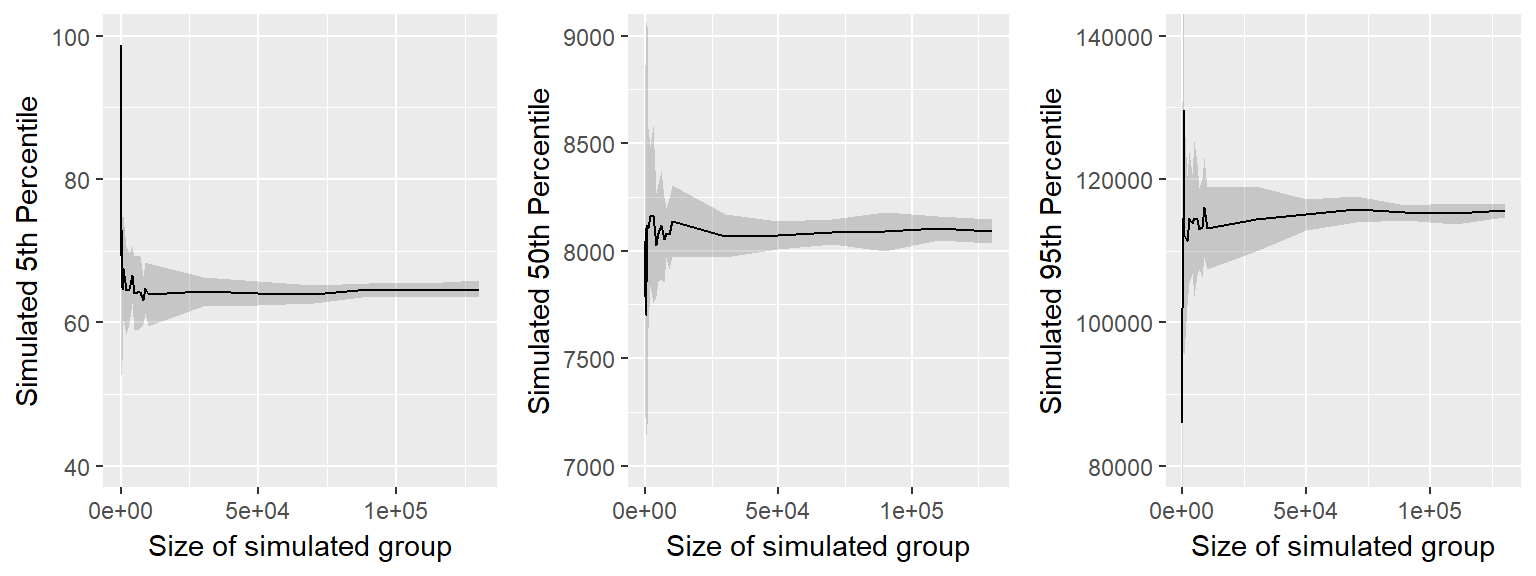 Simulated 5th Percentile
100
80
60
40
0e+00 5e+04 1e+05
Size of simulated group
Simulated 50th Percentile
9000
8500
8000
7500
7000
0e+00 5e+04 1e+05
Size of simulated group
Simulated 95th Percentile
140000
120000
100000
80000
0e+00 5e+04 1e+05
Size of simulated group